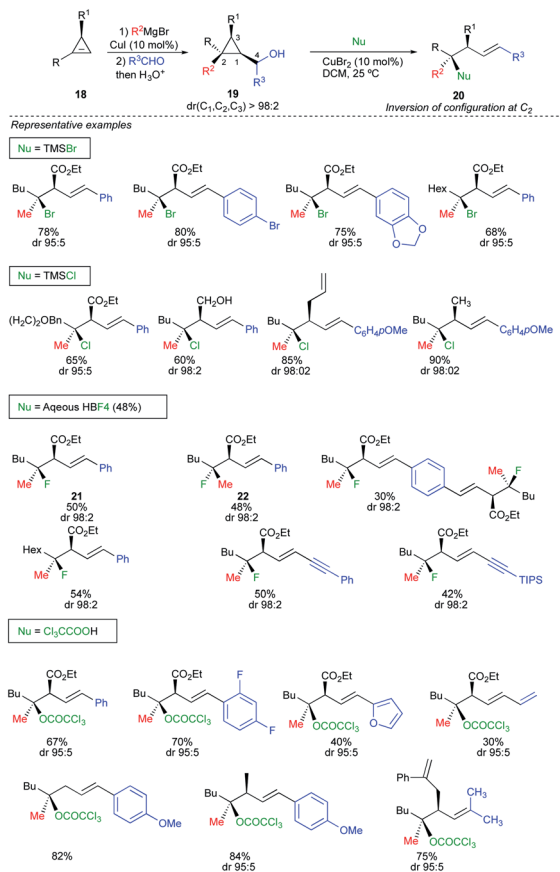 R¹
R
18
1) R²MgBr
CuI (10 mol%)
2) R³CHO
then H₃O⁺
R¹
3
R
4
OH
2
1
R²
R³
19
dr(C₁,C₂,C₃) > 98:2
Nu
CuBr₂ (10 mol%)
DCM, 25 ºC
R¹
R
R³
R²
Nu
20
Inversion of configuration at C₂
Representative examples
Nu = TMSBr
CO₂Et
Bu
Ph
Me
Br
78%
dr 95:5
CO₂Et
Bu
Me
Br
Br
80%
dr 95:5
CO₂Et
Bu
Me
Br
O
O
75%
dr 95:5
CO₂Et
Hex
Ph
Me
Br
68%
dr 95:5
Nu = TMSCl
CO₂Et
(H₂C)₂OBn
Ph
Me
Cl
65%
dr 95:5
CH₂OH
Bu
Ph
Me
Cl
60%
dr 98:2
Bu
C₆H₄pOMe
Me
Cl
85%
dr 98:02
CH₃
Bu
C₆H₄pOMe
Me
Cl
90%
dr 98:02
Nu = Aqeous HBF4 (48%)
CO₂Et
Bu
Ph
Me
F
21
50%
dr 98:2
CO₂Et
Bu
Ph
F
Me
22
48%
dr 98:2
CO₂Et
Bu
Me
F
Me
F
Bu
CO₂Et
30%
dr 98:2
CO₂Et
Hex
Ph
Me
F
54%
dr 98:2
CO₂Et
Bu
Me
F
Ph
50%
dr 98:2
CO₂Et
Bu
Me
F
TIPS
42%
dr 98:2
Nu = Cl₃CCOOH
CO₂Et
Bu
Ph
Me
OCOCCl₃
67%
dr 95:5
CO₂Et
F
Bu
Me
OCOCCl₃
F
70%
dr 95:5
CO₂Et
Bu
Me
OCOCCl₃
O
40%
dr 95:5
CO₂Et
Bu
Me
OCOCCl₃
30%
dr 95:5
Bu
Me
OCOCCl₃
OMe
82%
Bu
Me
OCOCCl₃
OMe
84%
dr 95:5
Ph
CH₃
Bu
CH₃
Me
OCOCCl₃
75%
dr 95:5